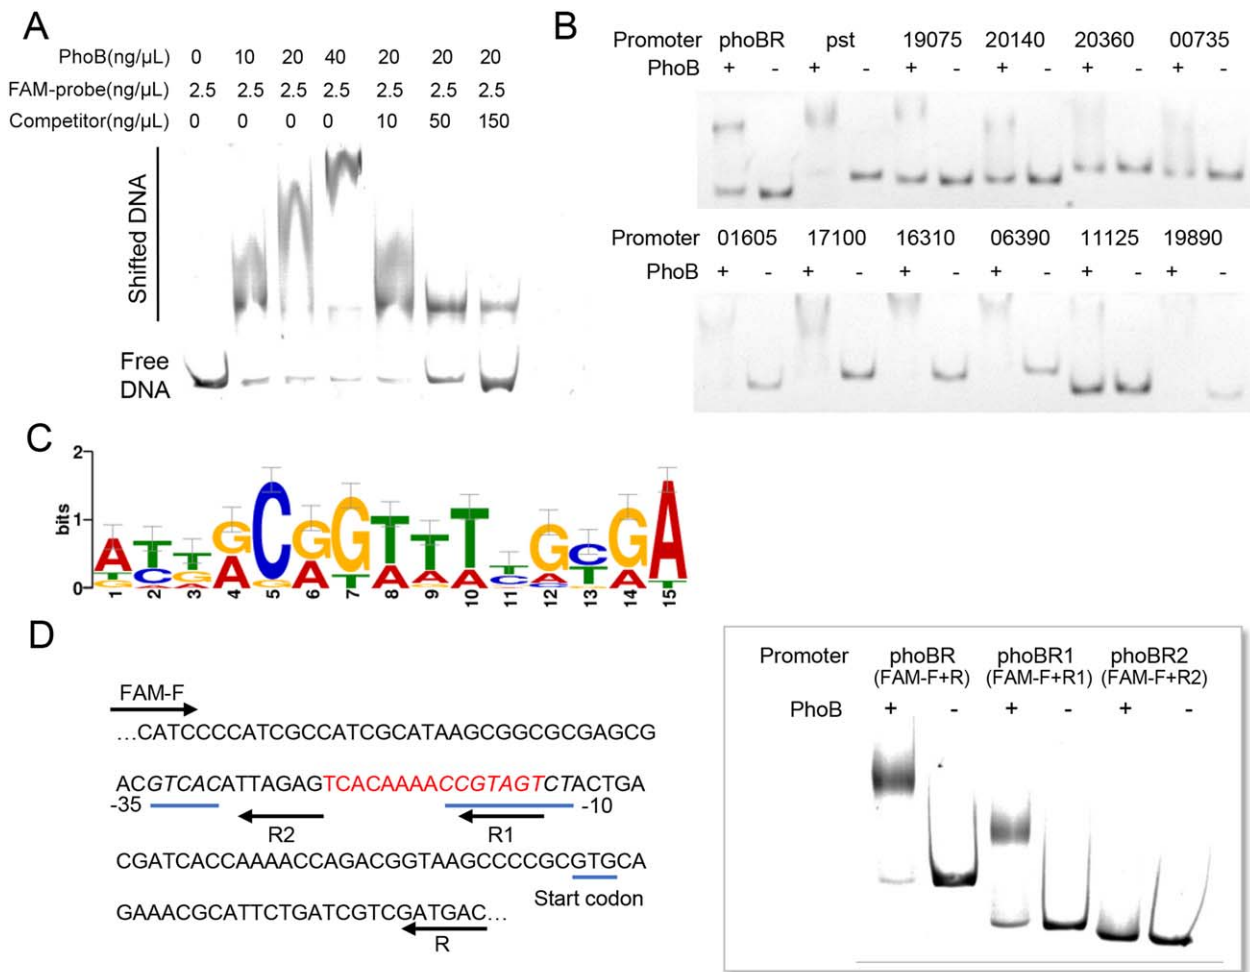 A
PhoB(ng/µL) 0 10 20 40 20 20 20
FAM-probe(ng/µL) 2.5 2.5 2.5 2.5 2.5 2.5 2.5
Competitor(ng/µL) 0 0 0 0 10 50 150
Shifted DNA
Free
DNA
B
Promoter phoBR pst 19075 20140 20360 00735
PhoB + - + - + - + - + - + -
Promoter 01605 17100 16310 06390 11125 19890
PhoB + - + - + - + - + - + -
C
bits
2
1
0
1 2 3 4 5 6 7 8 9 10 11 12 13 14 15
D
FAM-F
...CATCCCCATCGCCATCGCATAAGCGGCGCGAGCG
ACGTCACATTAGAGTCACAAAACCGTAGTCTACTGA
-35 -10
R2 R1
CGATCACCAAAACCAGACGGTAAGCCCCGCGTGCA
Start codon
GAAACGCATTCTGATCGTCGATGAC...
R
Promoter phoBR phoBR1 phoBR2
(FAM-F+R) (FAM-F+R1) (FAM-F+R2)
PhoB + - + - + -